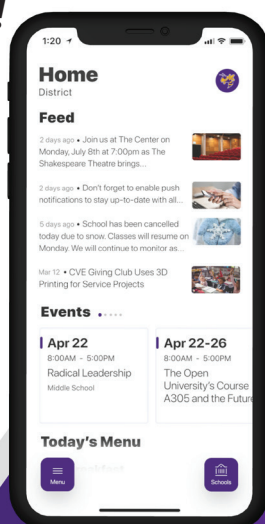 1:20
Home
District
Feed
2 days ago • Join us at The Center on
Monday, July 8th at 7:00pm as The
Shakespeare Theatre brings...
2 days ago • Don't forget to enable push
notifications to stay up-to-date with all...
5 days ago • School has been cancelled
today due to snow. Classes will resume on
Monday. We will continue to monitor as...
Mar 12 • CVE Giving Club Uses 3D
Printing for Service Projects
Events
Apr 22
8:00AM - 5:00PM
Radical Leadership
Middle School
Apr 22-26
8:00AM - 5:00PM
The Open
University's Course
A305 and the Future
Today's Menu
Menu
Schools